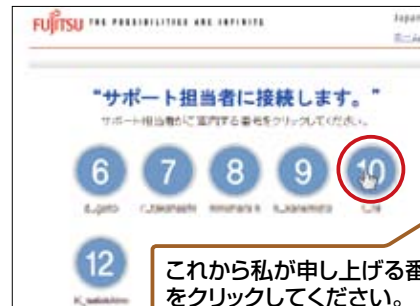 FUJITSU THE POSSIBILITIES ARE INFINITE
Japan
"サポート担当者に接続します。"
サポート担当者がご案内する番号をクリックしてください。
6 7 8 9 10
12
これから私が申し上げる番
をクリックしてください。